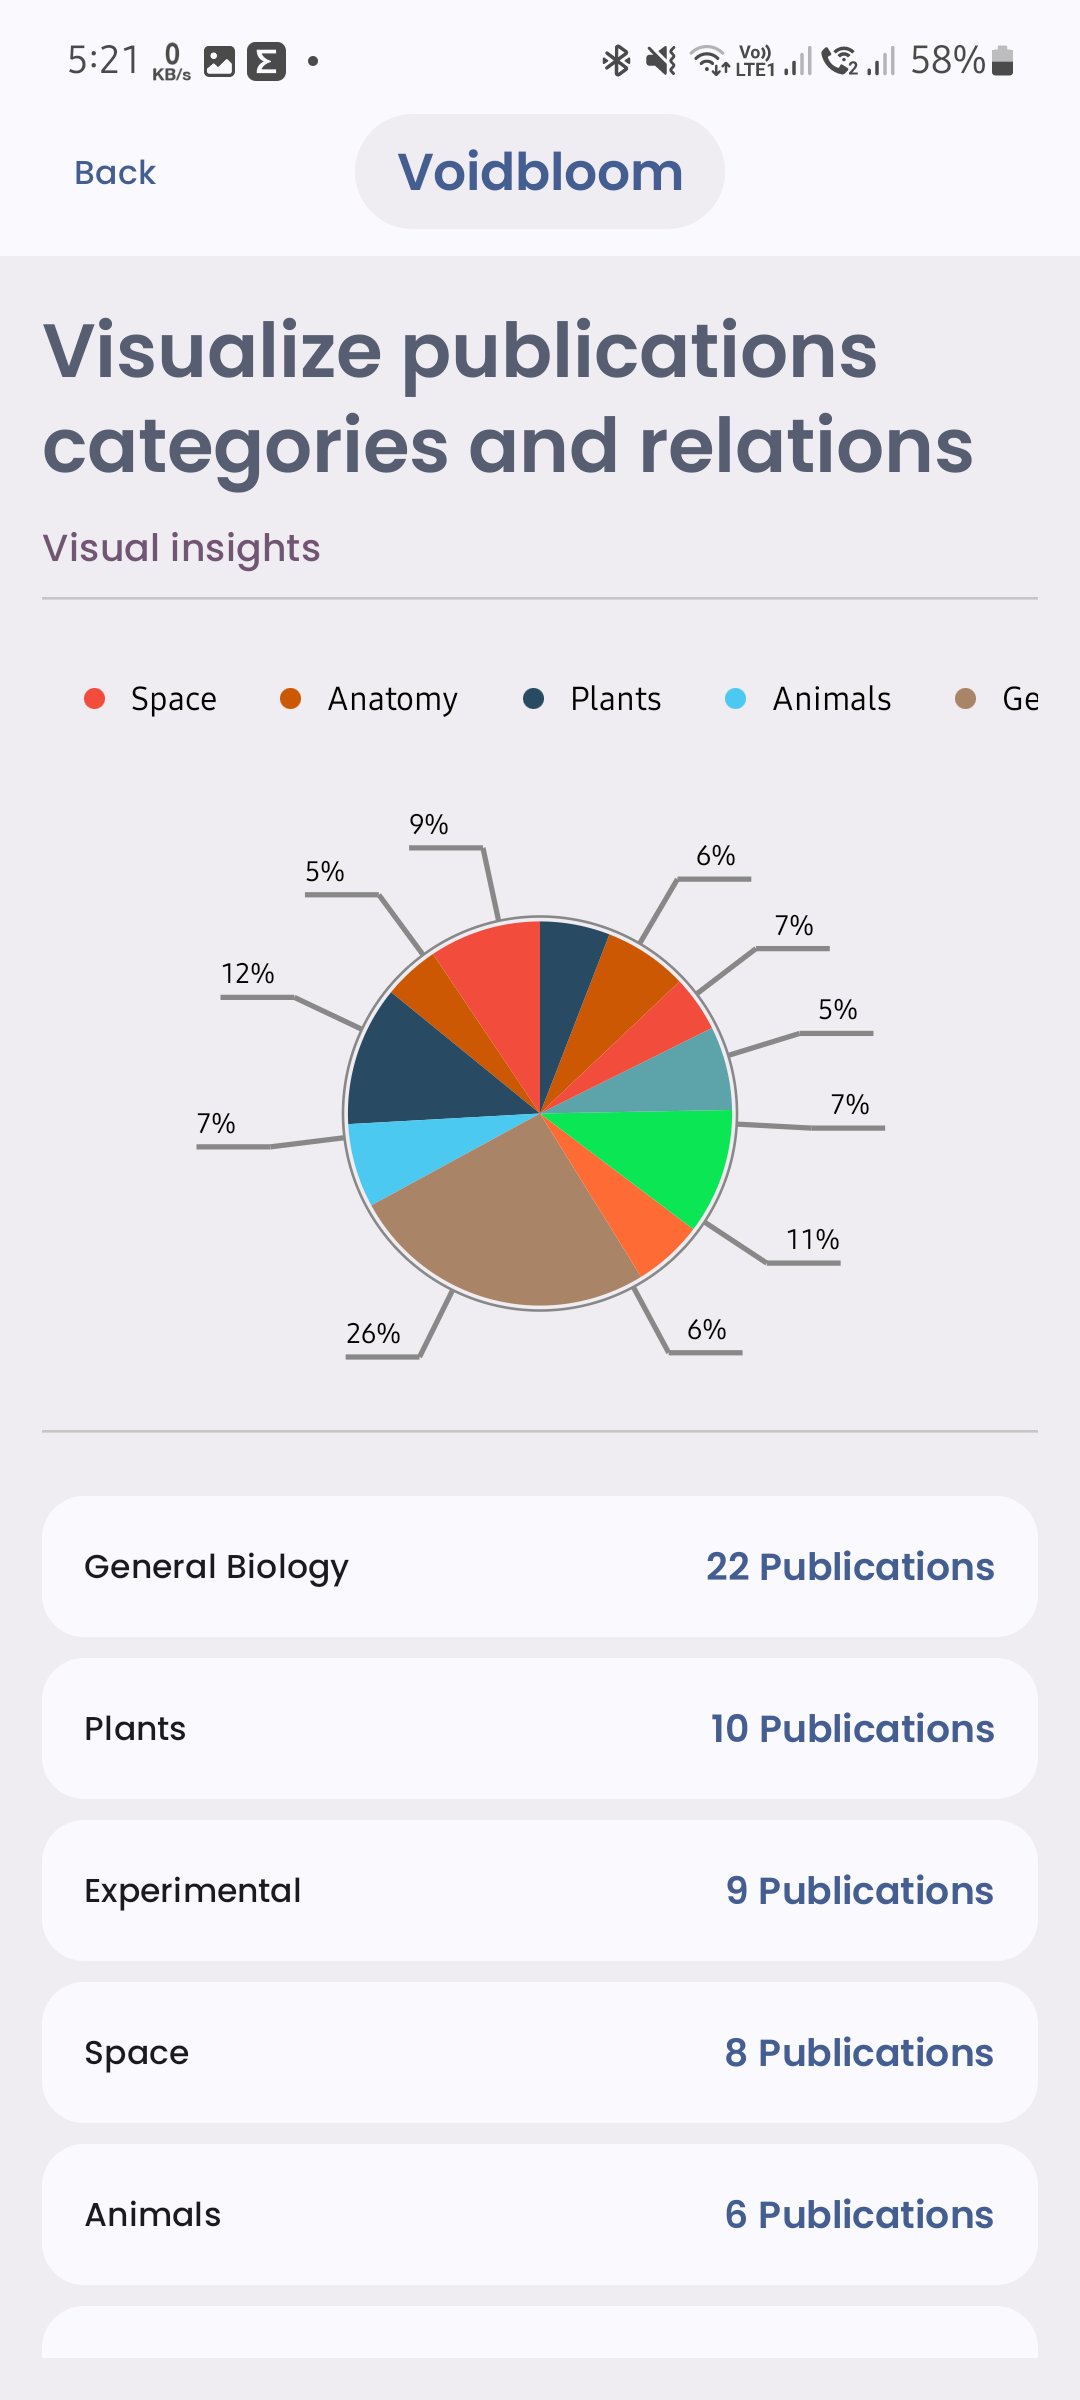 5:21 0 KB/s Vo)) LTE1 2 58%
Back Voidbloom
Visualize publications
categories and relations
Visual insights
Space Anatomy Plants Animals Ge
9%
6%
5%
7%
12%
5%
7%
7%
11%
26%
6%
General Biology 22 Publications
Plants 10 Publications
Experimental 9 Publications
Space 8 Publications
Animals 6 Publications